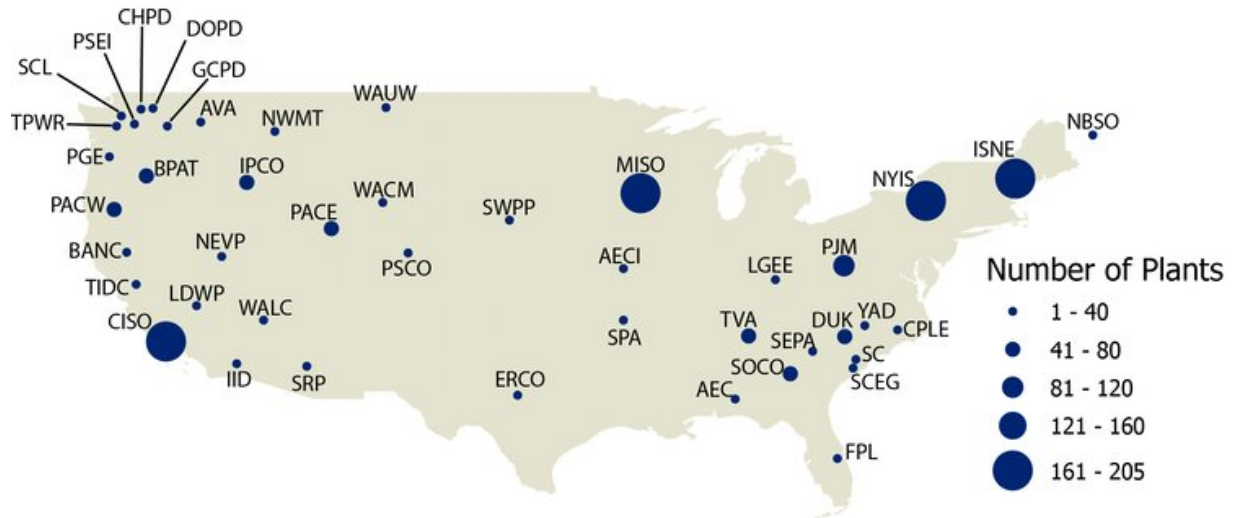 CHPD
PSEI
DOPD
SCL
GCPD
TPWR
AVA
NWMT
WAUW
NBSO
PGE
BPAT
IPCO
MISO
ISNE
NYIS
PACW
PACE
WACM
SWPP
BANC
NEVP
PSCO
AECI
LGEE
PJM
TIDC
LDWP
WALC
CISO
SPA
TVA
DUK
YAD
CPLE
SEPA
SC
SOCO
SCEG
IID
SRP
ERCO
AEC
FPL
Number of Plants
1 - 40
41 - 80
81 - 120
121 - 160
161 - 205